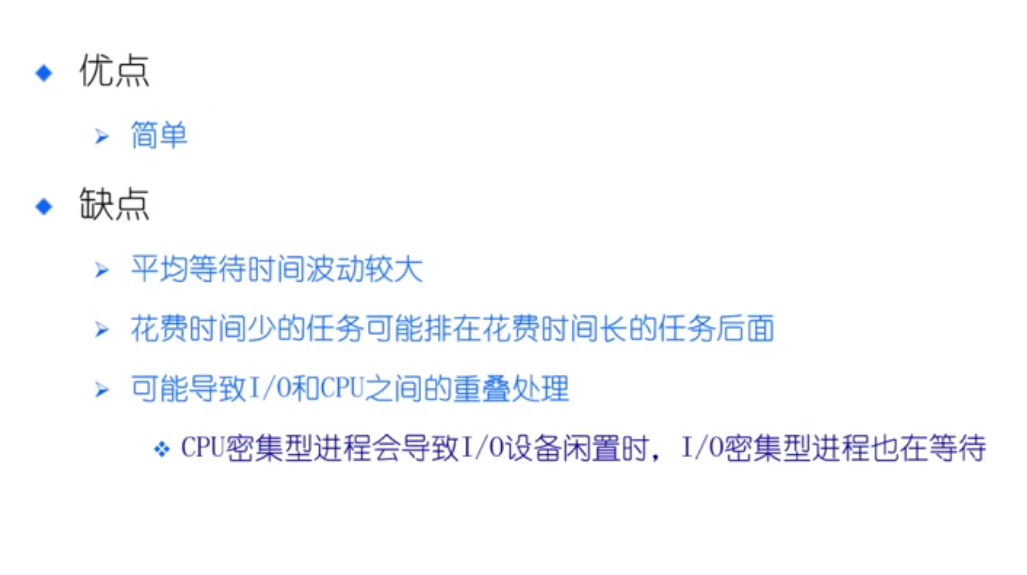 优点
简单
缺点
平均等待时间波动较大
花费时间少的任务可能排在花费时间长的任务后面
可能导致I/O和CPU之间的重叠处理
CPU密集型进程会导致I/O设备闲置时，I/O密集型进程也在等待